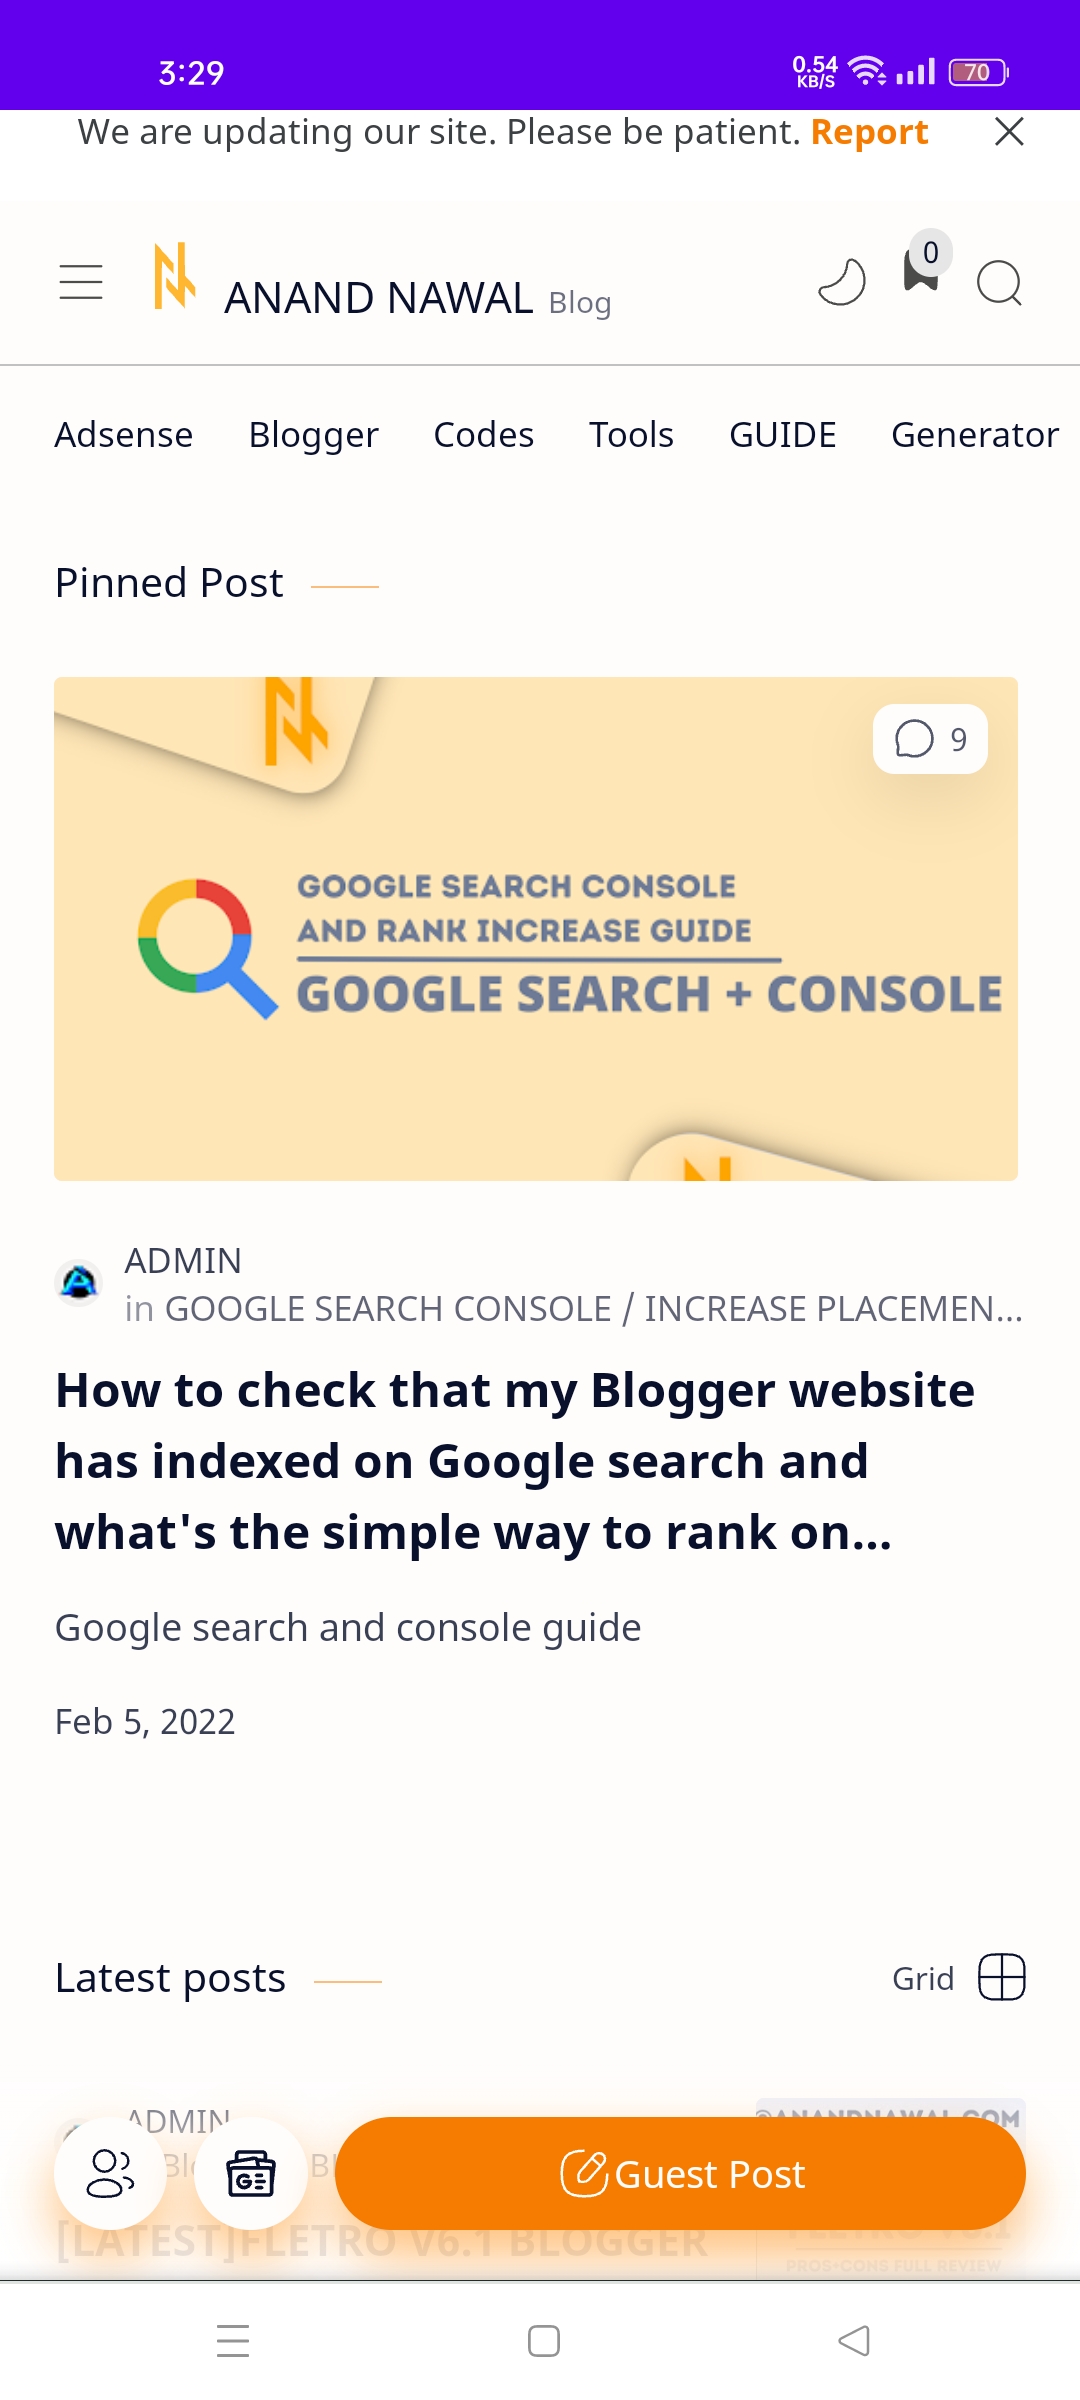 3:29
0.54
KB/S
70
We are updating our site. Please be patient. Report
0
ANAND NAWAL Blog
Adsense Blogger Codes Tools GUIDE Generator
Pinned Post
9
GOOGLE SEARCH CONSOLE
AND RANK INCREASE GUIDE
GOOGLE SEARCH + CONSOLE
ADMIN
in GOOGLE SEARCH CONSOLE / INCREASE PLACEMEN...
How to check that my Blogger website
has indexed on Google search and
what's the simple way to rank on...
Google search and console guide
Feb 5, 2022
Latest posts
Grid
ADMIN
@ANANDNAWAL.COM
Guest Post
[LATEST]FLETRO V6.1 BLOGGER
PROS+CONS FULL REVIEW